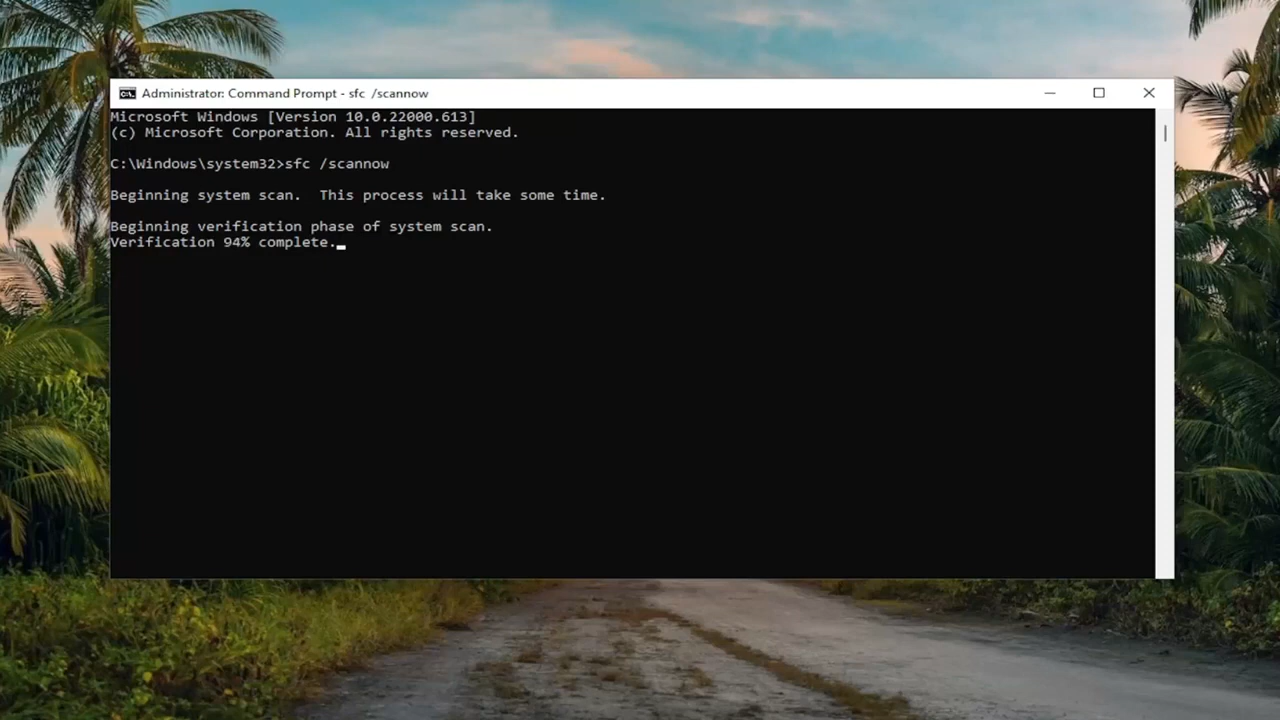 Administrator: Command Prompt - sfc  /scannow
Microsoft Windows [Version 10.0.22000.613]
(c) Microsoft Corporation. All rights reserved.
C:\Windows\system32>sfc /scannow
Beginning system scan.  This process will take some time.
Beginning verification phase of system scan.
Verification 94% complete.